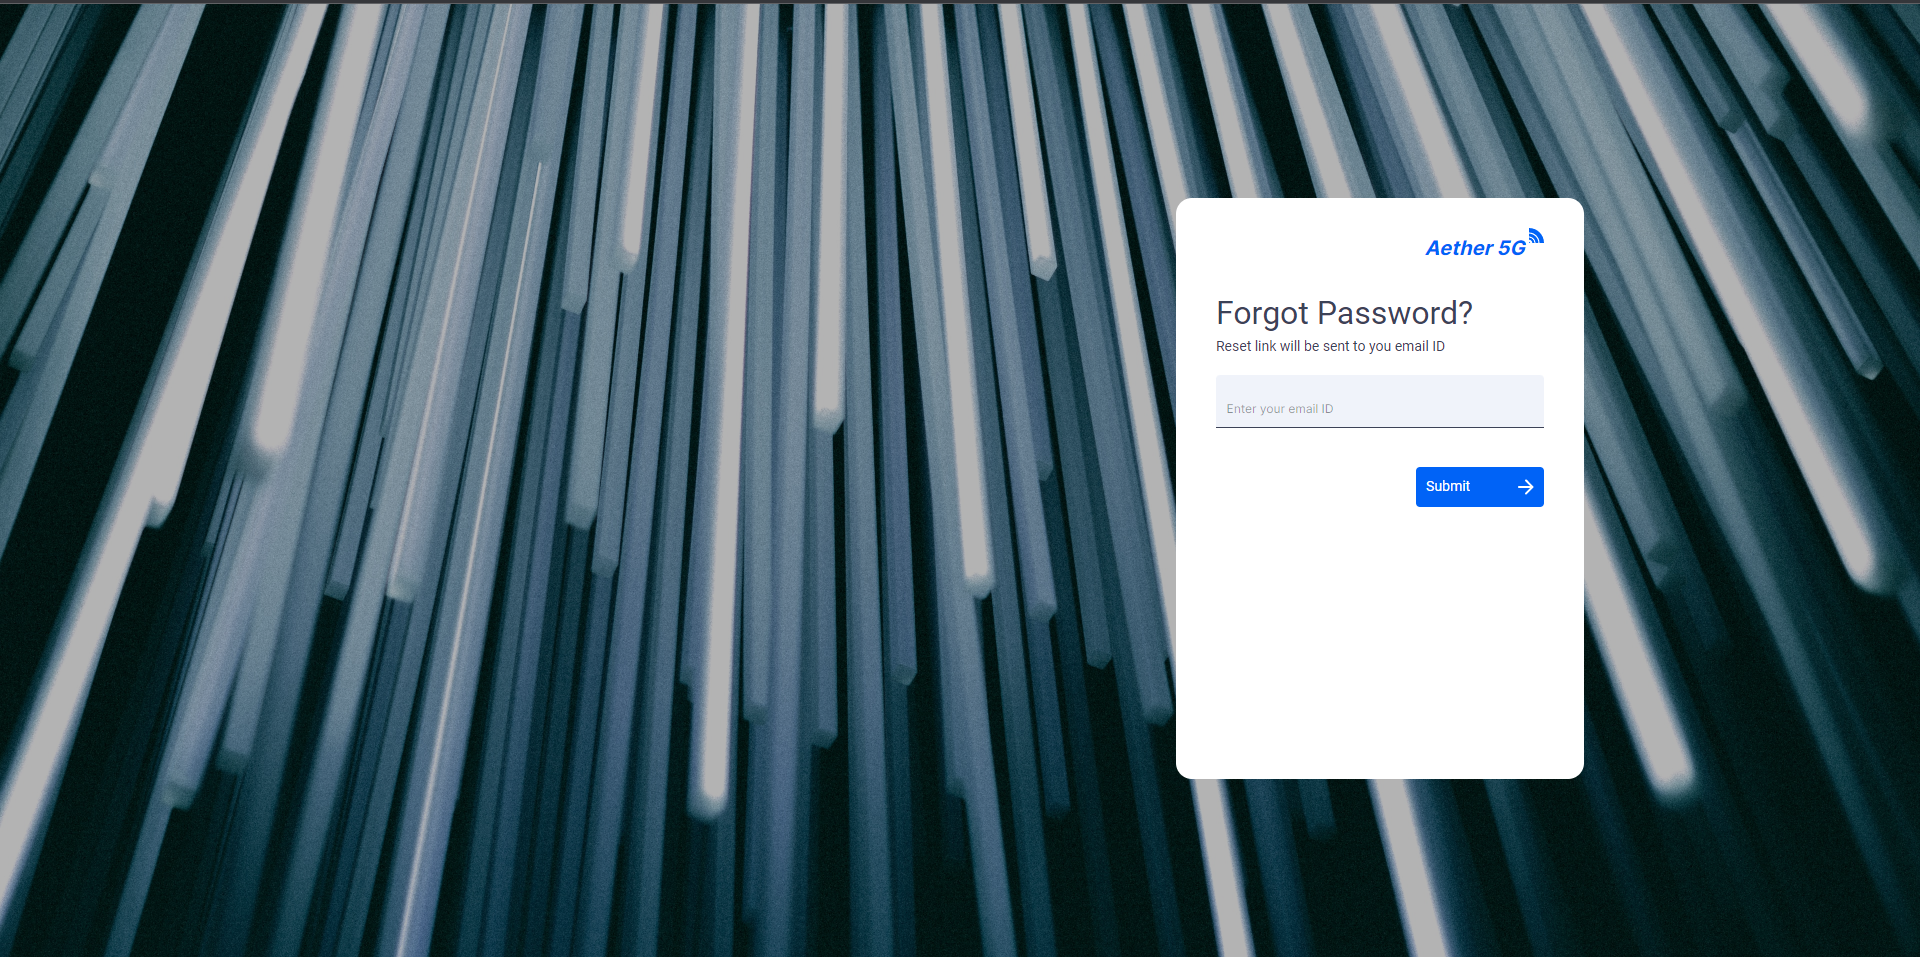 Aether 5G
Forgot Password?
Reset link will be sent to you email ID
Enter your email ID
Submit